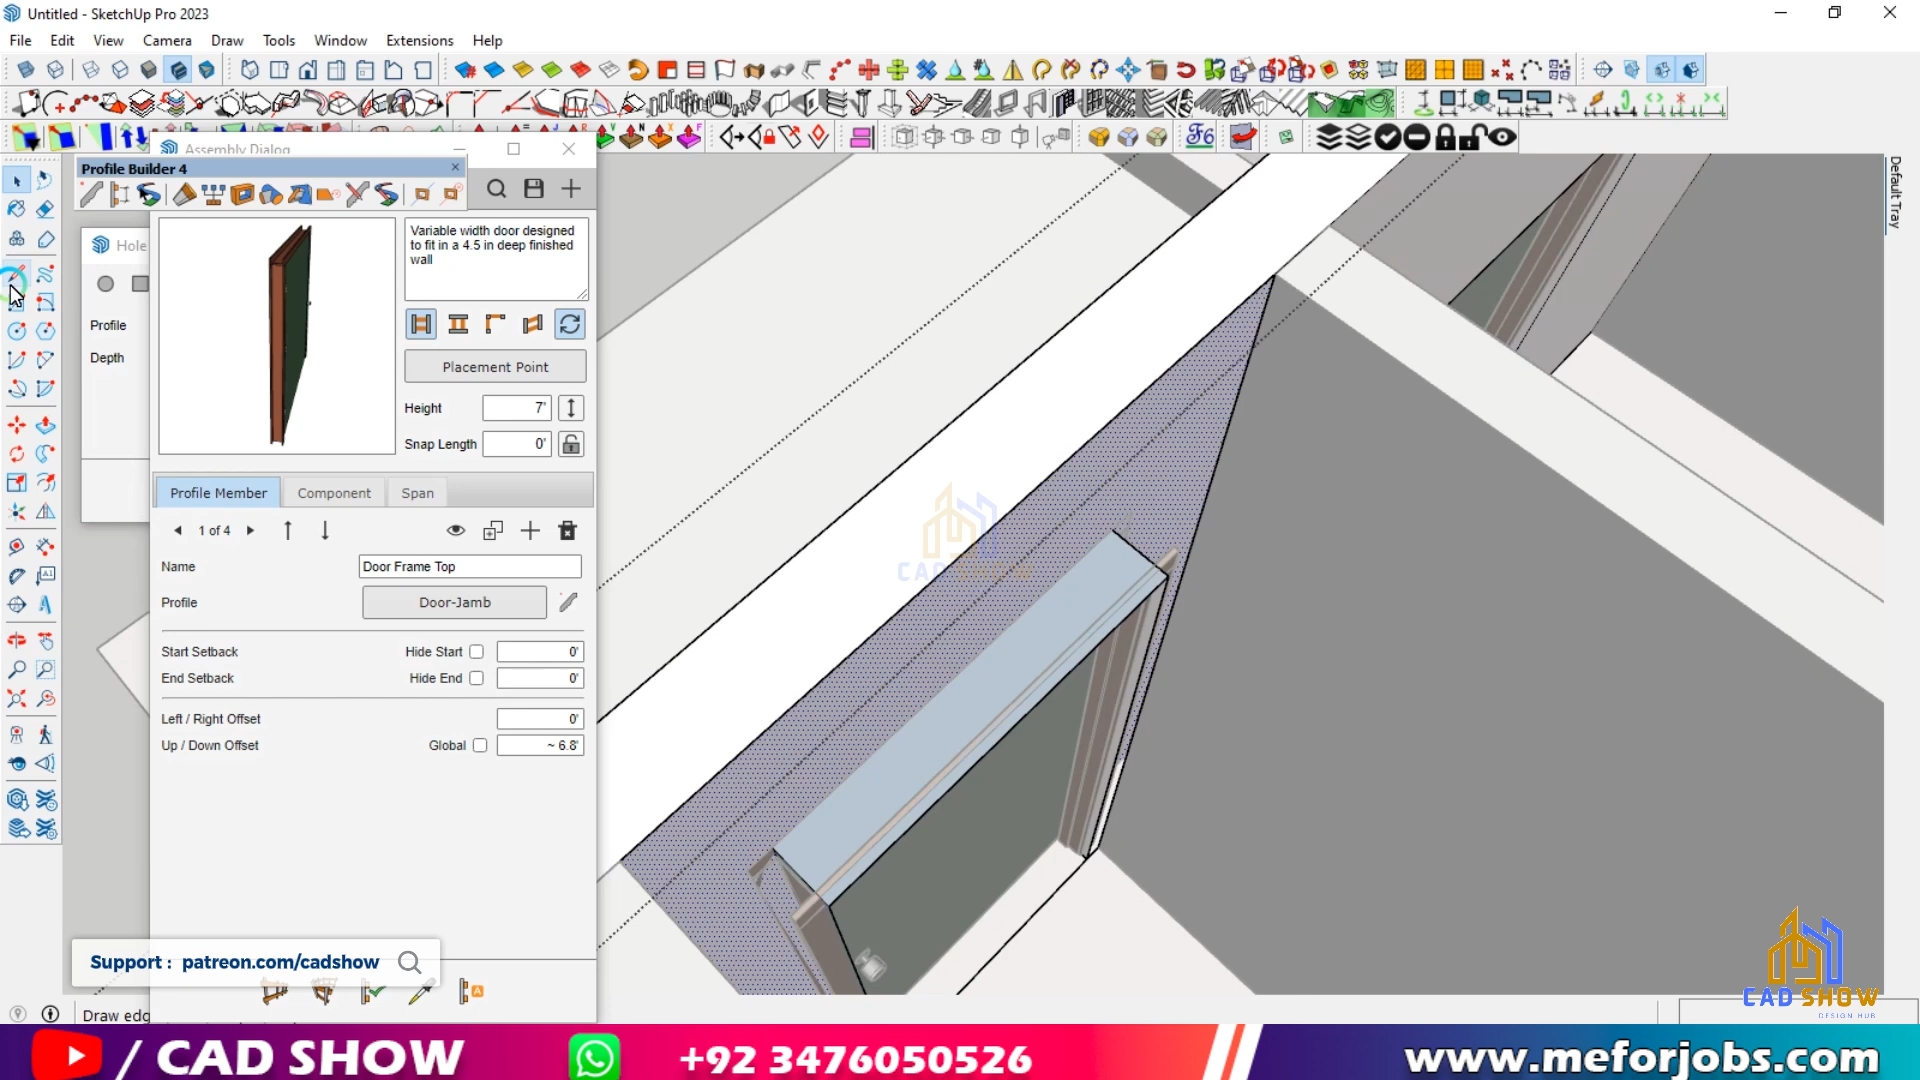 Untitled - SketchUp Pro 2023
File Edit View Camera Draw Tools Window Extensions Help
Assembly Dialog
Profile Builder 4
Default Tray
Hole
Variable width door designed
to fit in a 4.5 in deep finished
wall
Profile
Depth
Placement Point
Height 7'
Snap Length 0'
Profile Member Component Span
1 of 4
Name Door Frame Top
Profile Door-Jamb
Start Setback Hide Start 0'
End Setback Hide End 0'
Left / Right Offset 0'
Up / Down Offset Global ~ 6.8'
CAD SHOW
Support : patreon.com/cadshow
CAD SHOW
DESIGN HUB
Draw edg
/ CAD SHOW
+92 3476050526
www.meforjobs.com